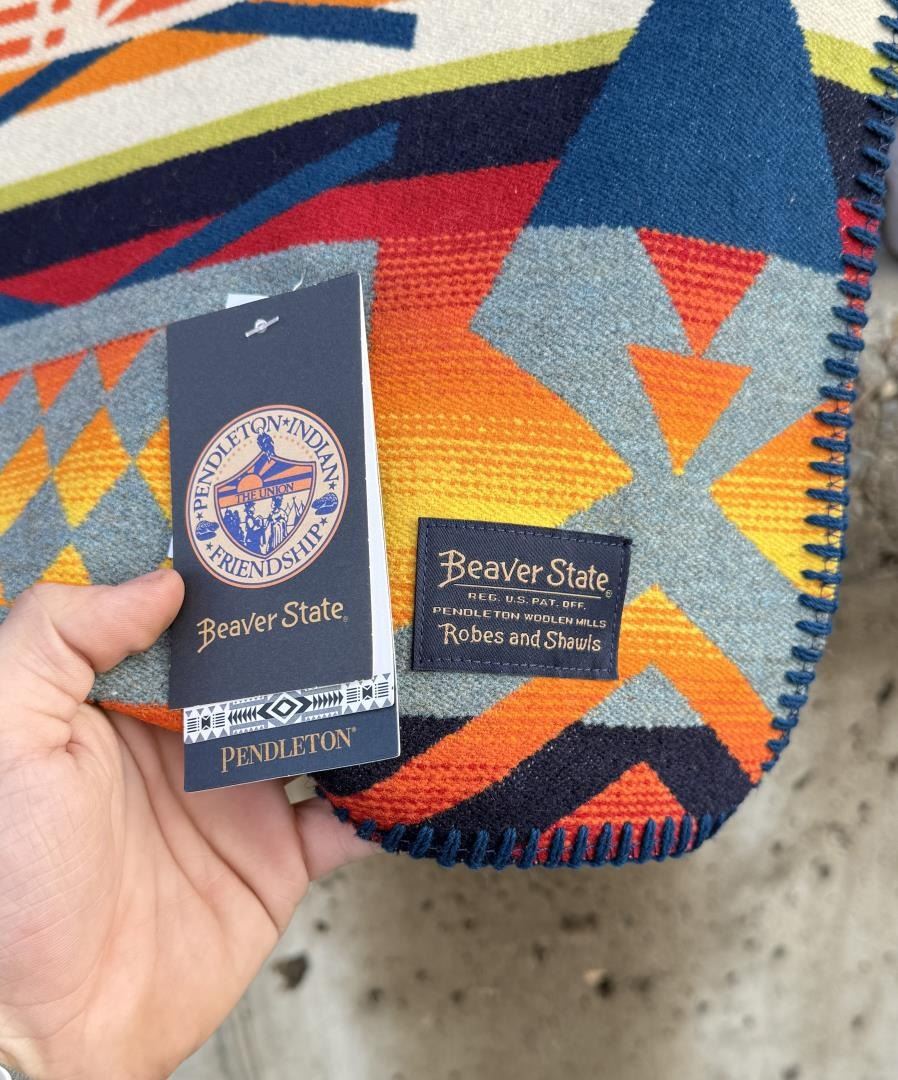 PENDLETON★INDIAN
★FRIENDSHIP★
THE UNION
Beaver State®
PENDLETON®
Beaver State®
REG. U.S. PAT. OFF.
PENDLETON WOOLEN MILLS
Robes and Shawls